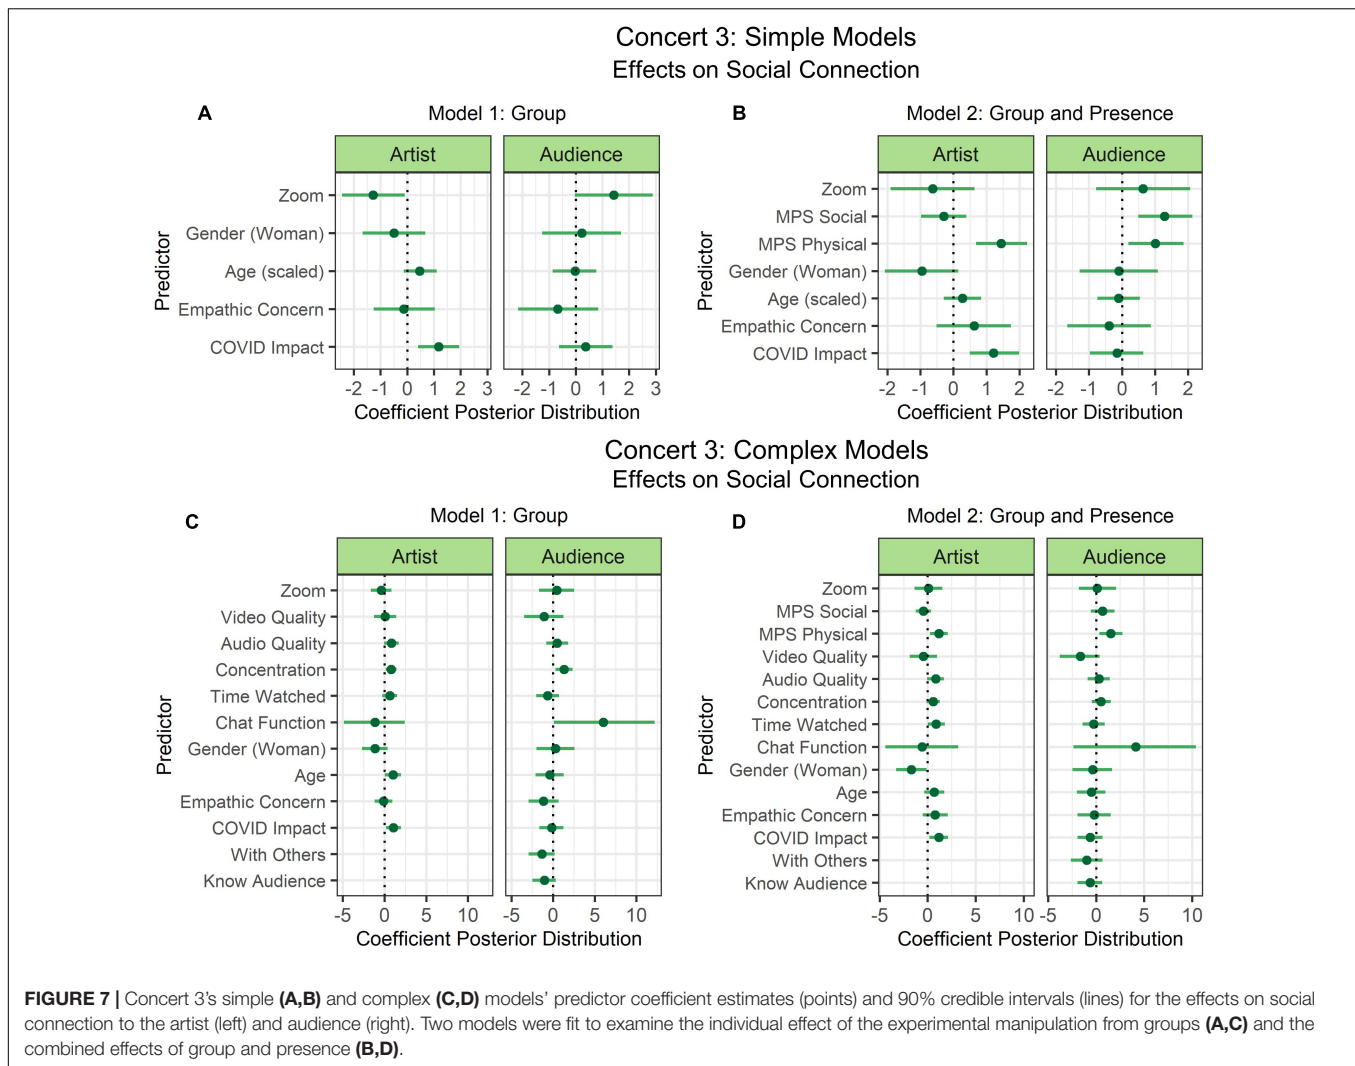 Concert 3: Simple Models
Effects on Social Connection
A
Model 1: Group
Artist
Audience
Predictor
Zoom
Gender (Woman)
Age (scaled)
Empathic Concern
COVID Impact
-2 -1 0 1 2 3
-2 -1 0 1 2 3
Coefficient Posterior Distribution
B
Model 2: Group and Presence
Artist
Audience
Predictor
Zoom
MPS Social
MPS Physical
Gender (Woman)
Age (scaled)
Empathic Concern
COVID Impact
-2 -1 0 1 2
-2 -1 0 1 2
Coefficient Posterior Distribution
Concert 3: Complex Models
Effects on Social Connection
C
Model 1: Group
Artist
Audience
Predictor
Zoom
Video Quality
Audio Quality
Concentration
Time Watched
Chat Function
Gender (Woman)
Age
Empathic Concern
COVID Impact
With Others
Know Audience
-5 0 5 10
-5 0 5 10
Coefficient Posterior Distribution
D
Model 2: Group and Presence
Artist
Audience
Predictor
Zoom
MPS Social
MPS Physical
Video Quality
Audio Quality
Concentration
Time Watched
Chat Function
Gender (Woman)
Age
Empathic Concern
COVID Impact
With Others
Know Audience
-5 0 5 10
-5 0 5 10
Coefficient Posterior Distribution
FIGURE 7 | Concert 3's simple (A,B) and complex (C,D) models' predictor coefficient estimates (points) and 90% credible intervals (lines) for the effects on social
connection to the artist (left) and audience (right). Two models were fit to examine the individual effect of the experimental manipulation from groups (A,C) and the
combined effects of group and presence (B,D).